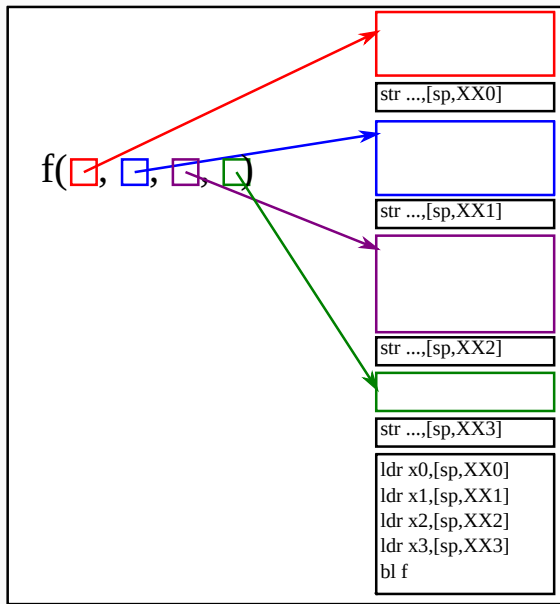 f( , , , )
str ...,[sp,XX0]
str ...,[sp,XX1]
str ...,[sp,XX2]
str ...,[sp,XX3]
ldr x0,[sp,XX0]
ldr x1,[sp,XX1]
ldr x2,[sp,XX2]
ldr x3,[sp,XX3]
bl f